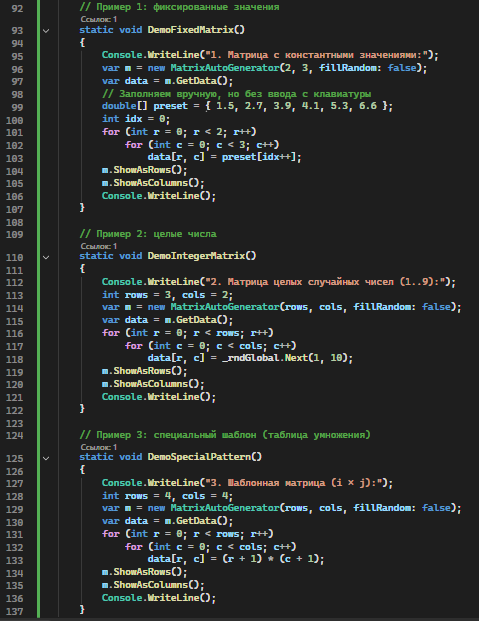 92 // Пример 1: фиксированные значения
Ссылок: 1
93 static void DemoFixedMatrix()
94 {
95 Console.WriteLine("1. Матрица с константными значениями:");
96 var m = new MatrixAutoGenerator(2, 3, fillRandom: false);
97 var data = m.GetData();
98 // Заполняем вручную, но без ввода с клавиатуры
99 double[] preset = { 1.5, 2.7, 3.9, 4.1, 5.3, 6.6 };
100 int idx = 0;
101 for (int r = 0; r < 2; r++)
102 for (int c = 0; c < 3; c++)
103 data[r, c] = preset[idx++];
104 m.ShowAsRows();
105 m.ShowAsColumns();
106 Console.WriteLine();
107 }
108
109 // Пример 2: целые числа
Ссылок: 1
110 static void DemoIntegerMatrix()
111 {
112 Console.WriteLine("2. Матрица целых случайных чисел (1..9):");
113 int rows = 3, cols = 2;
114 var m = new MatrixAutoGenerator(rows, cols, fillRandom: false);
115 var data = m.GetData();
116 for (int r = 0; r < rows; r++)
117 for (int c = 0; c < cols; c++)
118 data[r, c] = _rndGlobal.Next(1, 10);
119 m.ShowAsRows();
120 m.ShowAsColumns();
121 Console.WriteLine();
122 }
123
124 // Пример 3: специальный шаблон (таблица умножения)
Ссылок: 1
125 static void DemoSpecialPattern()
126 {
127 Console.WriteLine("3. Шаблонная матрица (i × j):");
128 int rows = 4, cols = 4;
129 var m = new MatrixAutoGenerator(rows, cols, fillRandom: false);
130 var data = m.GetData();
131 for (int r = 0; r < rows; r++)
132 for (int c = 0; c < cols; c++)
133 data[r, c] = (r + 1) * (c + 1);
134 m.ShowAsRows();
135 m.ShowAsColumns();
136 Console.WriteLine();
137 }